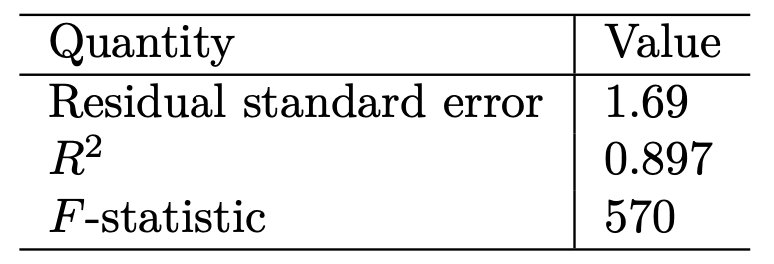 Quantity Value
Residual standard error 1.69
R² 0.897
F-statistic 570